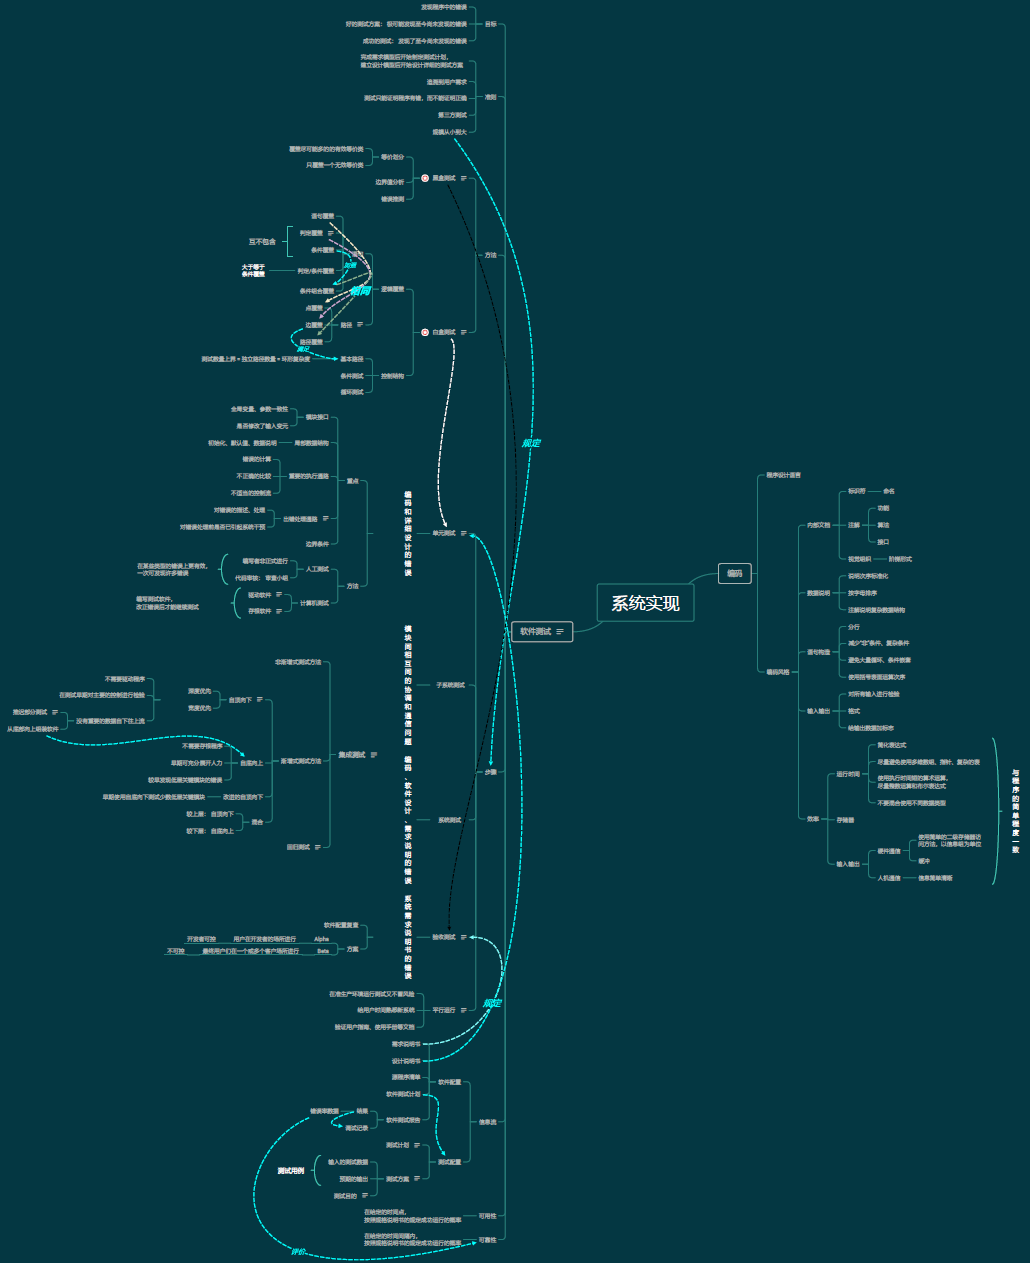 系统实现
编码
程序设计语言
编码风格
内部文档
标识符
命名
注解
功能
算法
接口
视觉组织
阶梯形式
数据说明
说明次序标准化
按字母排序
注解说明复杂数据结构
语句构造
分行
减少“非”条件、复杂条件
避免大量循环、条件嵌套
使用括号表面运算次序
输入输出
对所有输入进行检验
格式
给输出数据加标志
效率
运行时间
简化表达式
尽量避免使用多维数组、指针、复杂的表
使用执行时间短的算术运算，
尽量整数运算和布尔表达式
不要混合使用不同数据类型
存储器
输入输出
硬件通信
使用简单的二级存储器访
问方法，以信息组为单位
缓冲
人机通信
信息简单清晰
与程序的简单程度一致
软件测试
目标
发现程序中的错误
好的测试方案： 极可能发现是今尚未发现的错误
成功的测试： 发现了是今尚未发现的错误
准则
完成需求模型后开始制定测试计划，
建立设计模型后开始设计详细的测试方案
追溯到用户需求
测试只能证明程序有错，而不能证明正确
第三方测试
规模从小到大
方法
黑盒测试
等价划分
覆盖尽可能多的的有效等价类
只覆盖一个无效等价类
边界值分析
错误推测
白盒测试
逻辑覆盖
语句覆盖
判定覆盖
条件覆盖
互不包含
判定/条件覆盖
大于等于
条件覆盖
条件组合覆盖
路径
点覆盖
边覆盖
路径覆盖
相同
满足
控制结构
基本路径
测试数量上界 = 独立路径数量 = 环形复杂度
条件测试
循环测试
步骤
单元测试
编码和详细设计的错误
重点
模块接口
全局变量、参数一致性
是否修改了输入变元
局部数据结构
初始化、默认值、数据说明
重要的执行通路
错误的计算
不正确的比较
不适当的控制流
出错处理通路
对错误的描述、处理
对错误处理前是否已引起系统干预
边界条件
方法
人工测试
编写者非正式进行
代码审核： 审查小组
在某些类型的错误上更有效，
一次可发现许多错误
计算机测试
驱动软件
存根软件
编写测试软件，
改正错误后才能继续测试
子系统测试
模块间相互间的协调和通信问题
集成测试
非渐增式测试方法
渐增式测试方法
自顶向下
深度优先
宽度优先
不需要驱动程序
在测试早期对主要的控制进行检验
没有重要的数据自下往上流
推迟部分测试
从底部向上组装软件
自底向上
不需要存根程序
早期可充分展开人力
较早发现低层关键模块的错误
改进的自顶向下
早期使用自底向下测试少数低层关键模块
混合
较上层： 自顶向下
较下层： 自底向上
回归测试
系统测试
编码、软件设计、需求说明的错误
验收测试
系统需求说明书的错误
软件配置复查
方案
Alpha
用户在开发者的场所进行
开发者可控
Beta
最终用户们在一个或多个客户场所进行
不可控
平行运行
在准生产环境运行测试又不冒风险
给用户时间熟悉新系统
验证用户指南、使用手册等文档
规定
规定
信息流
软件配置
需求说明书
设计说明书
源程序清单
软件测试计划
软件测试报告
结果
错误率数据
调试记录
测试配置
测试计划
测试方案
输入的测试数据
预期的输出
测试用例
测试目的
可用性
在给定的时间点，
按照规格说明书的规定成功运行的概率
可靠性
在给定的时间间隔内，
按照规格说明书的规定成功运行的概率
评价